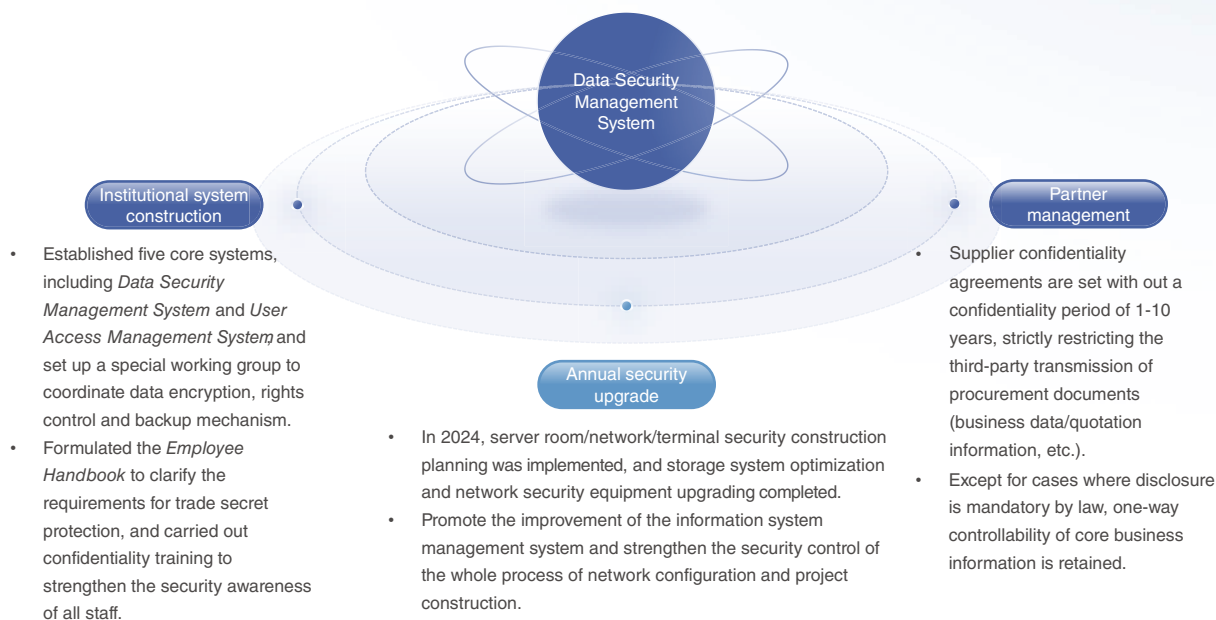 Data Security
Management
System
Institutional system
construction
• Established five core systems,
including Data Security
Management System and User
Access Management System, and
set up a special working group to
coordinate data encryption, rights
control and backup mechanism.
• Formulated the Employee
Handbook to clarify the
requirements for trade secret
protection, and carried out
confidentiality training to
strengthen the security awareness
of all staff.
Annual security
upgrade
• In 2024, server room/network/terminal security construction
planning was implemented, and storage system optimization
and network security equipment upgrading completed.
• Promote the improvement of the information system
management system and strengthen the security control of
the whole process of network configuration and project
construction.
Partner
management
• Supplier confidentiality
agreements are set with out a
confidentiality period of 1-10
years, strictly restricting the
third-party transmission of
procurement documents
(business data/quotation
information, etc.).
• Except for cases where disclosure
is mandatory by law, one-way
controllability of core business
information is retained.